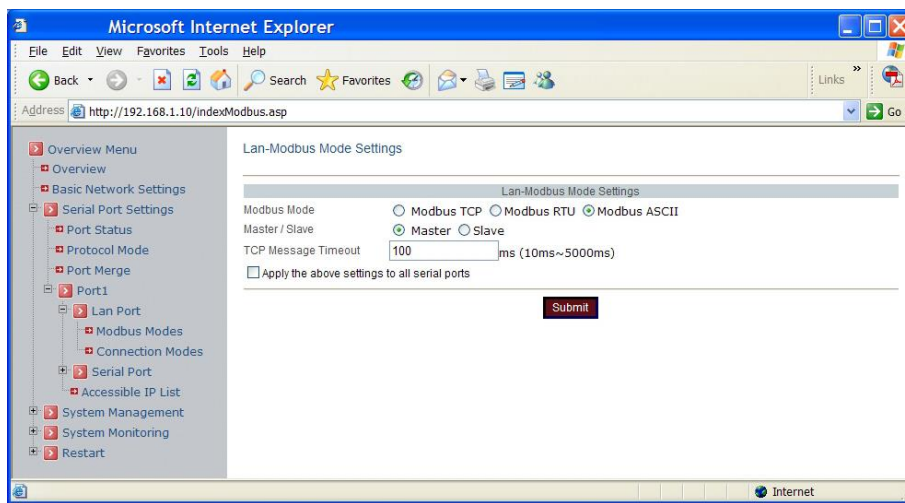 Microsoft Internet Explorer
File Edit View Favorites Tools Help
Back Search Favorites Links »
Address http://192.168.1.10/indexModbus.asp Go
Overview Menu
Overview
Basic Network Settings
Serial Port Settings
Port Status
Protocol Mode
Port Merge
Port1
Lan Port
Modbus Modes
Connection Modes
Serial Port
Accessible IP List
System Management
System Monitoring
Restart
Lan-Modbus Mode Settings
Lan-Modbus Mode Settings
Modbus Mode Modbus TCP Modbus RTU Modbus ASCII
Master / Slave Master Slave
TCP Message Timeout 100 ms (10ms~5000ms)
Apply the above settings to all serial ports
Submit
Internet